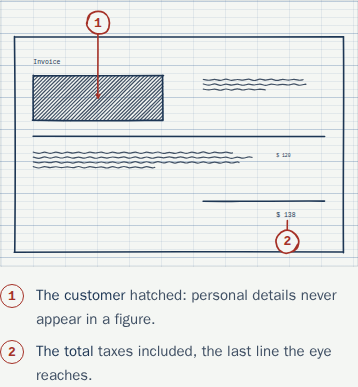 1
Invoice
$ 120
$ 138
2
1 The customer hatched: personal details never
appear in a figure.
2 The total taxes included, the last line the eye
reaches.